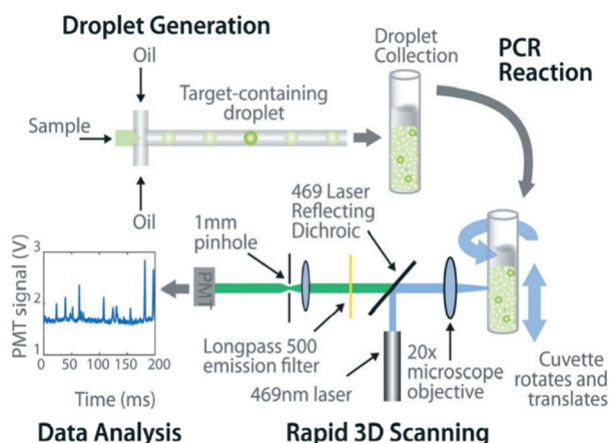 Droplet Generation
Oil
Sample
Target-containing
droplet
Oil
Droplet
Collection
PCR
Reaction
469 Laser
Reflecting
Dichroic
1mm
pinhole
PMT
PMT signal (V)
3
2
1
0 50 100 150 200
Time (ms)
Longpass 500
emission filter
469nm laser
20x
microscope
objective
Cuvette
rotates and
translates
Data Analysis
Rapid 3D Scanning